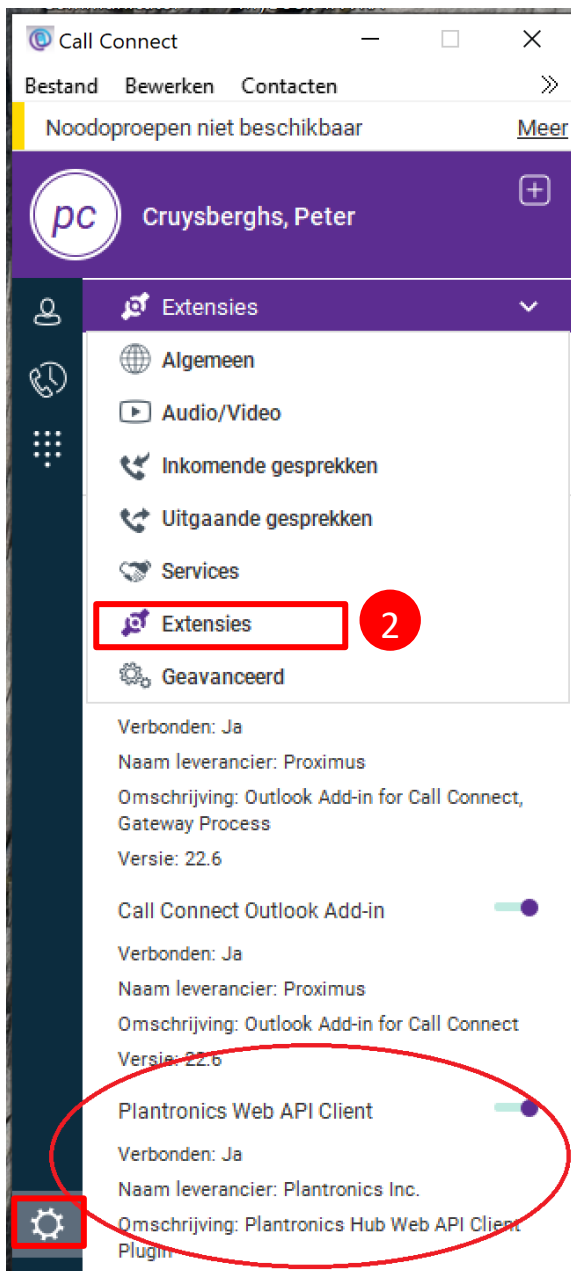 Call Connect
Bestand Bewerken Contacten
Noodoproepen niet beschikbaar Meer
pc Cruysberghs, Peter
Extensies
Algemeen
Audio/Video
Inkomende gesprekken
Uitgaande gesprekken
Services
Extensies 2
Geavanceerd
Verbonden: Ja
Naam leverancier: Proximus
Omschrijving: Outlook Add-in for Call Connect,
Gateway Process
Versie: 22.6
Call Connect Outlook Add-in
Verbonden: Ja
Naam leverancier: Proximus
Omschrijving: Outlook Add-in for Call Connect
Versie: 22.6
Plantronics Web API Client
Verbonden: Ja
Naam leverancier: Plantronics Inc.
Omschrijving: Plantronics Hub Web API Client
Plugin